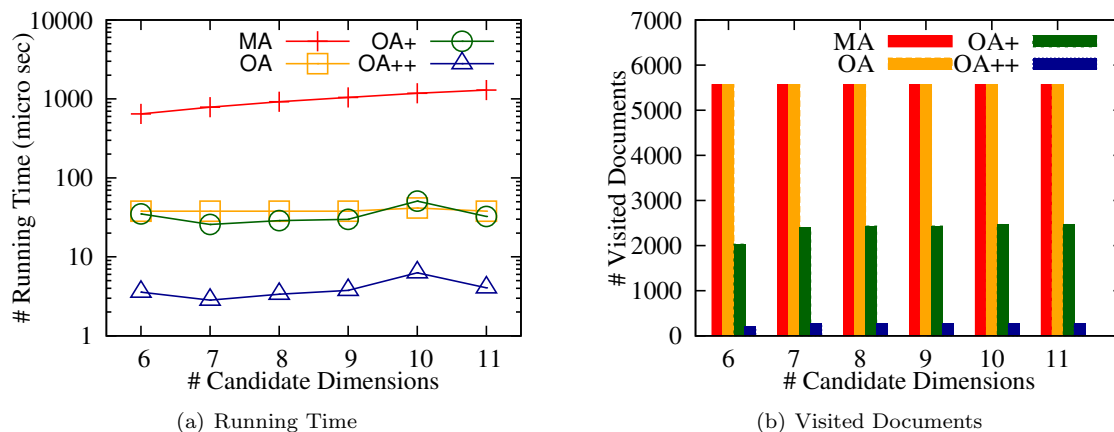 # Running Time (micro sec)
10000
1000
100
10
1
MA OA+
OA OA++
6 7 8 9 10 11
# Candidate Dimensions
(a) Running Time
# Visited Documents
7000
6000
5000
4000
3000
2000
1000
0
MA OA+
OA OA++
6 7 8 9 10 11
# Candidate Dimensions
(b) Visited Documents